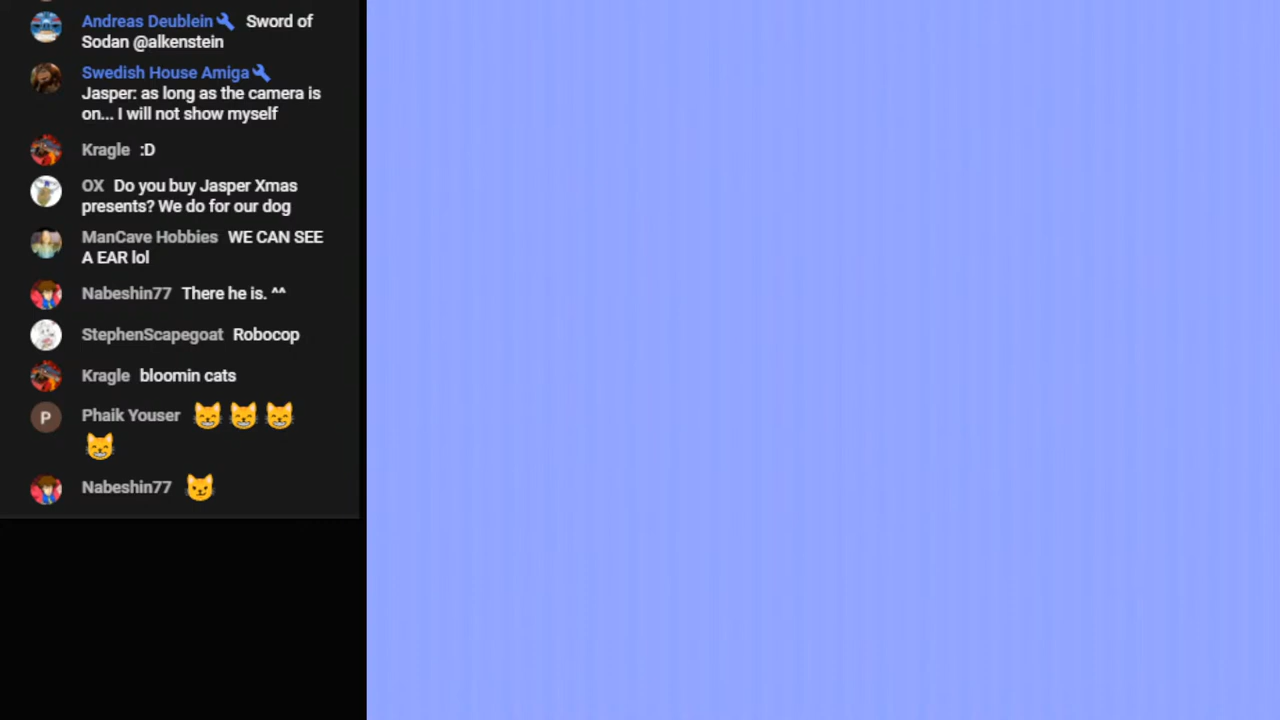 Andreas Deublein Sword of
Sodan @alkenstein
Swedish House Amiga
Jasper: as long as the camera is
on... I will not show myself
Kragle :D
OX Do you buy Jasper Xmas
presents? We do for our dog
ManCave Hobbies WE CAN SEE
A EAR lol
Nabeshin77 There he is. ^^
StephenScapegoat Robocop
Kragle bloomin cats
P Phaik Youser 😸😸😸
😸
Nabeshin77 😼